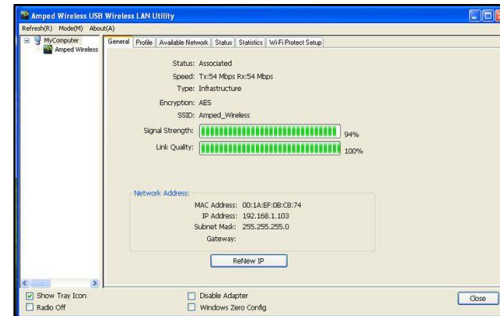 Amped Wireless USB Wireless LAN Utility
Refresh(R) Mode(M) About(A)
MyComputer
Amped Wireless
General Profile Available Network Status Statistics Wi-Fi Protect Setup
Status: Associated
Speed: Tx:54 Mbps Rx:54 Mbps
Type: Infrastructure
Encryption: AES
SSID: Amped_Wireless
Signal Strength: 94%
Link Quality: 100%
Network Address:
MAC Address: 00:1A:EF:0B:C8:74
IP Address: 192.168.1.103
Subnet Mask: 255.255.255.0
Gateway:
ReNew IP
Show Tray Icon Disable Adapter
Radio Off Windows Zero Config
Close